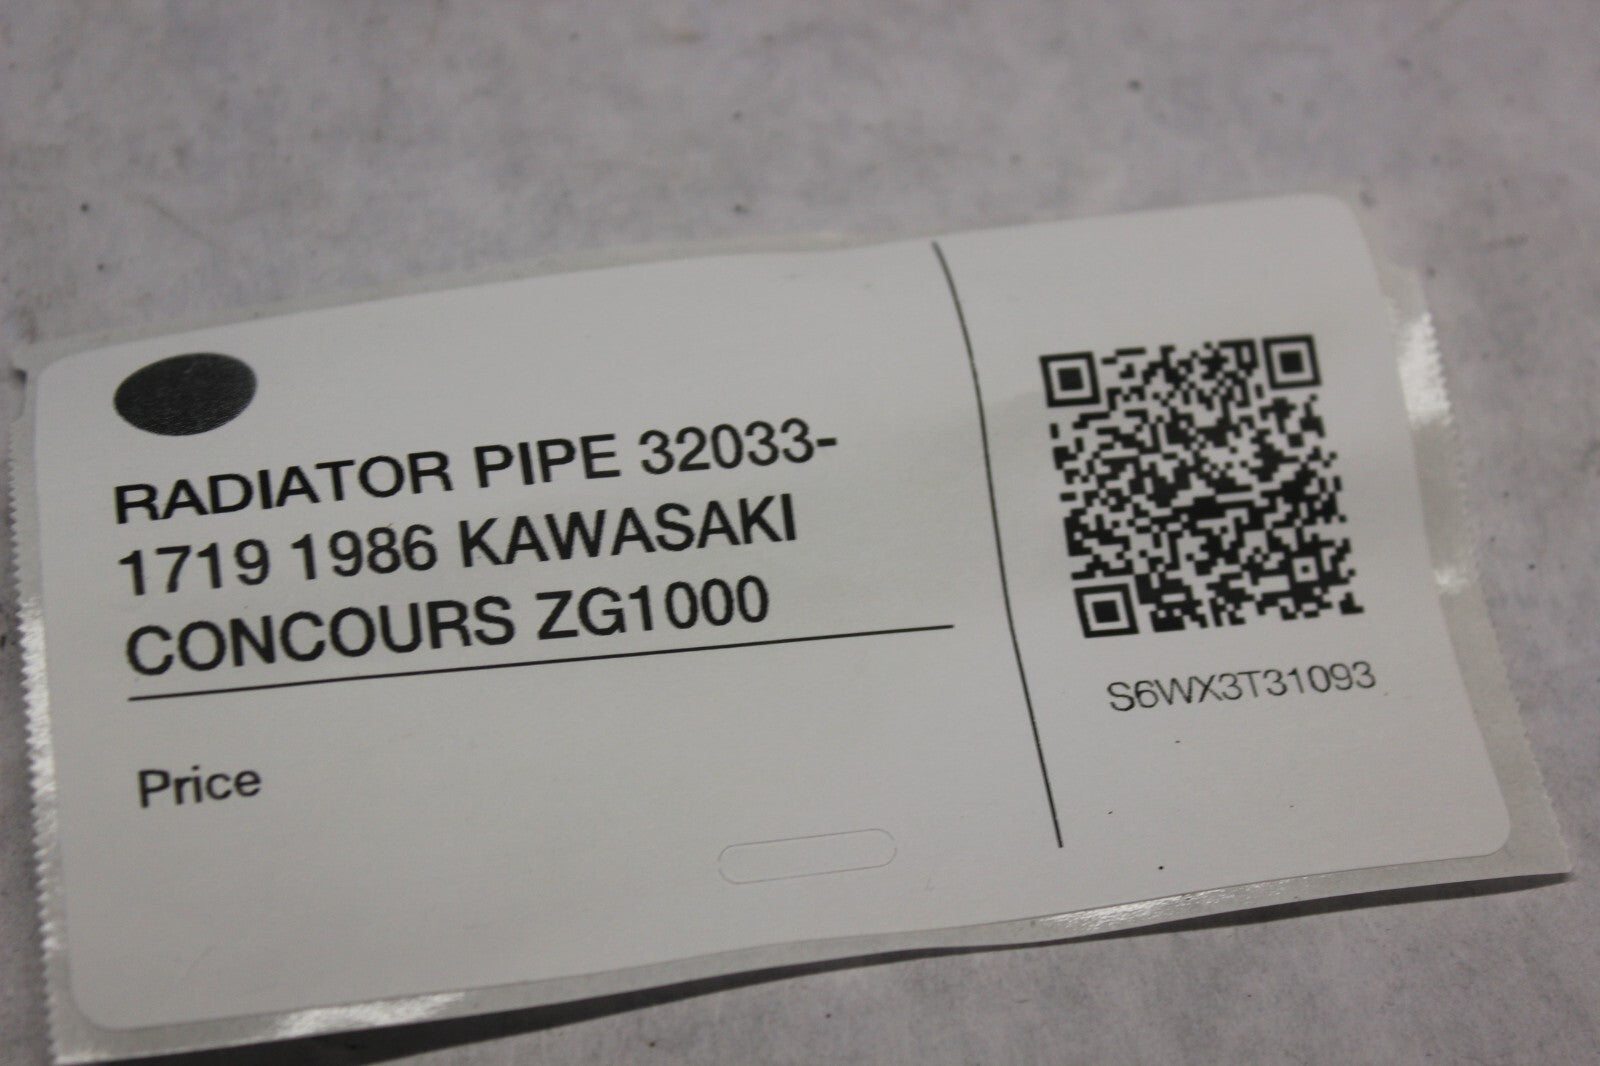 RADIATOR PIPE 32033-
1719 1986 KAWASAKI
CONCOURS ZG1000
Price
S6WX3T31093